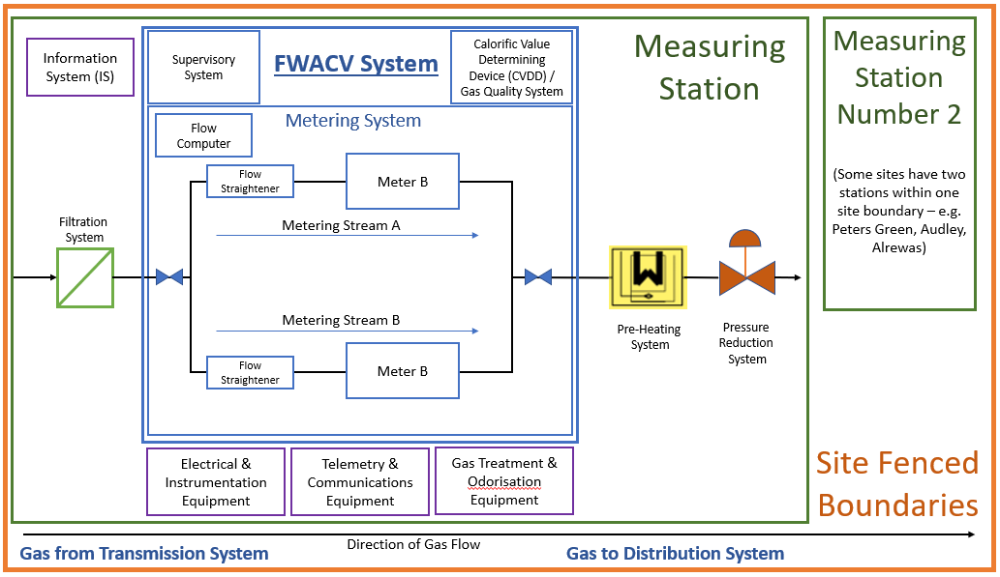 Information
System (IS)
Supervisory
System
FWACV System
Calorific Value
Determining
Device (CVDD) /
Gas Quality System
Measuring
Station
Measuring
Station
Number 2
(Some sites have two
stations within one
site boundary – e.g.
Peters Green, Audley,
Alrewas)
Metering System
Flow
Computer
Flow
Straightener
Meter B
Metering Stream A
Filtration
System
Metering Stream B
Flow
Straightener
Meter B
Pre-Heating
System
Pressure
Reduction
System
Electrical &
Instrumentation
Equipment
Telemetry &
Communications
Equipment
Gas Treatment &
Odorisation
Equipment
Site Fenced
Boundaries
Direction of Gas Flow
Gas from Transmission System
Gas to Distribution System